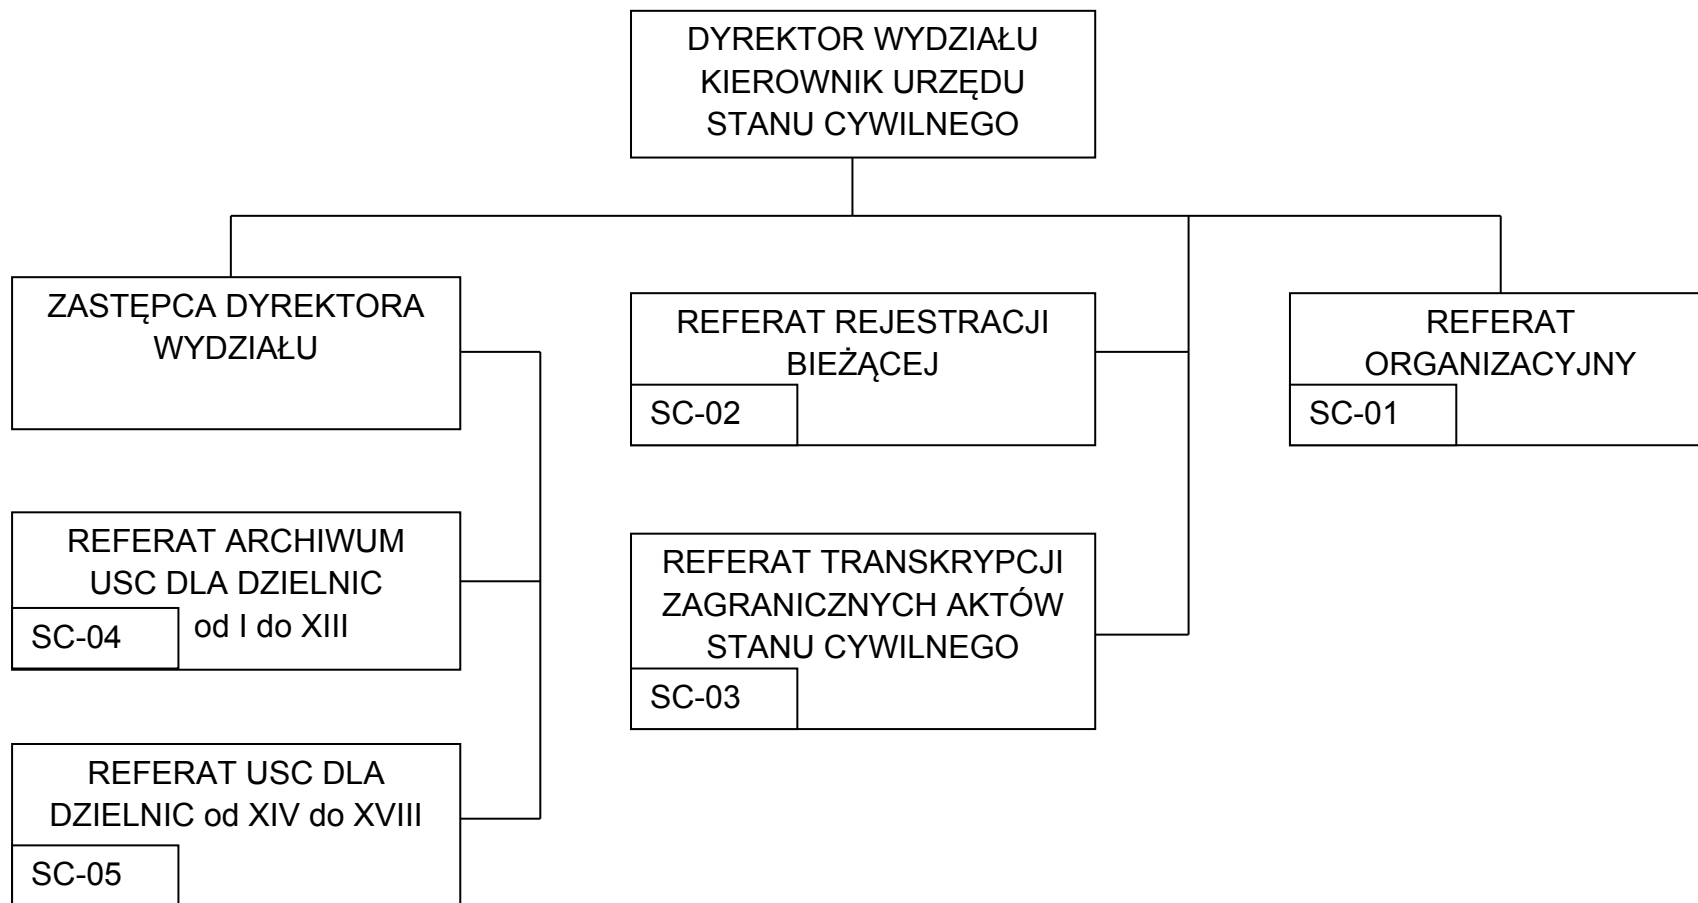 DYREKTOR WYDZIAŁU
KIEROWNIK URZĘDU
STANU CYWILNEGO
ZASTĘPCA DYREKTORA
WYDZIAŁU
REFERAT REJESTRACJI
BIEŻĄCEJ
SC-02
REFERAT
ORGANIZACYJNY
SC-01
REFERAT ARCHIWUM
USC DLA DZIELNIC
od I do XIII
SC-04
REFERAT TRANSKRYPCJI
ZAGRANICZNYCH AKTÓW
STANU CYWILNEGO
SC-03
REFERAT USC DLA
DZIELNIC od XIV do XVIII
SC-05